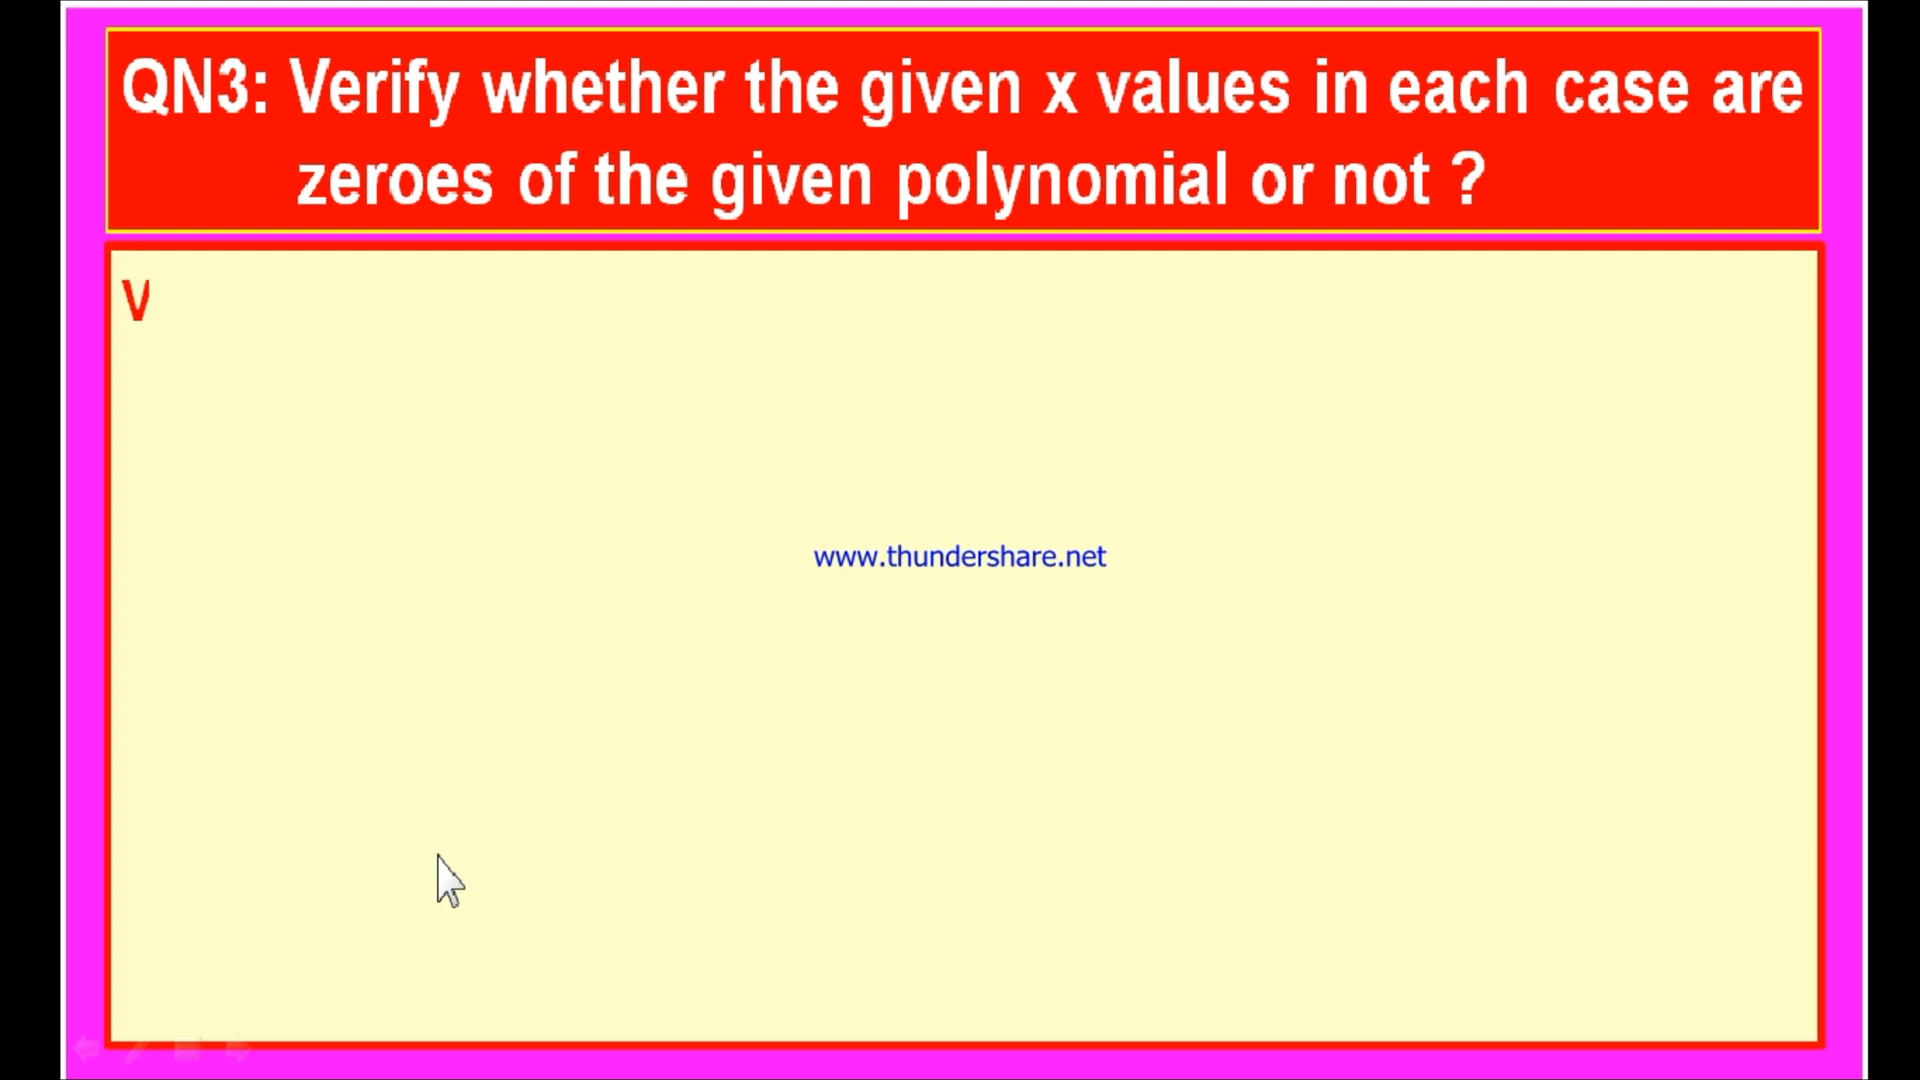 QN3: Verify whether the given x values in each case are
zeroes of the given polynomial or not ?
V
www.thundershare.net